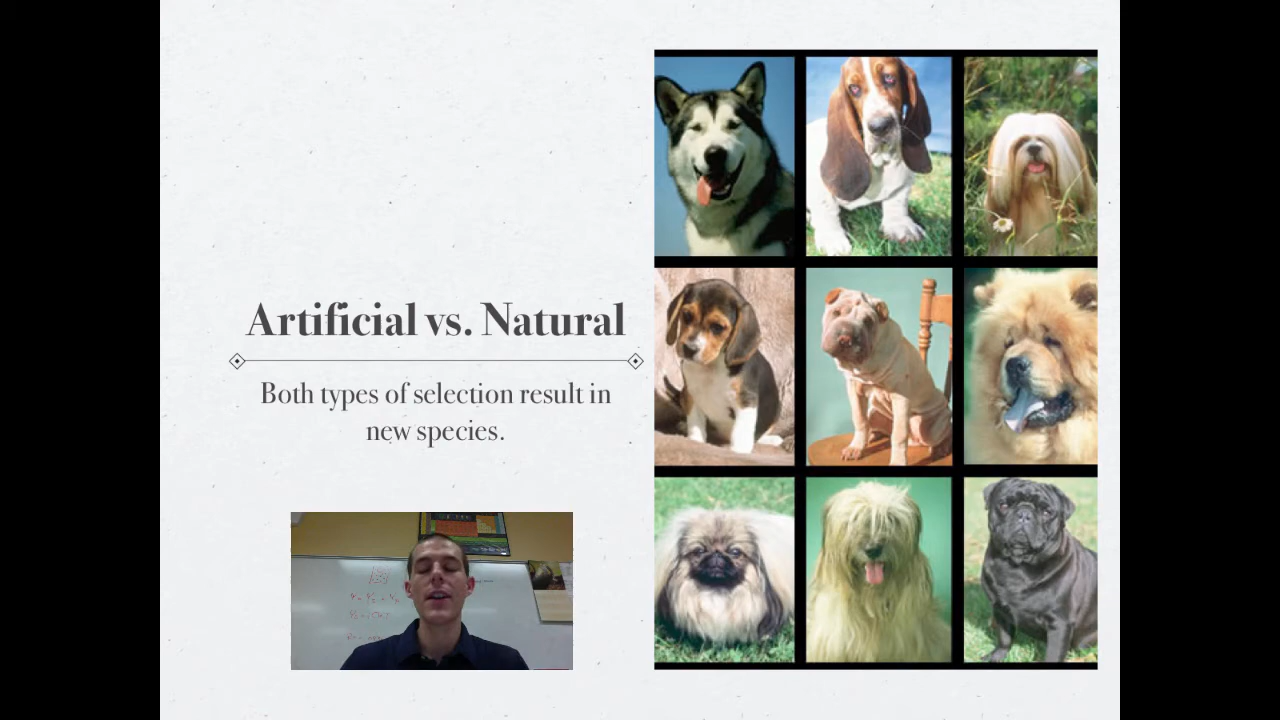 Artificial vs. Natural
Both types of selection result in
new species.